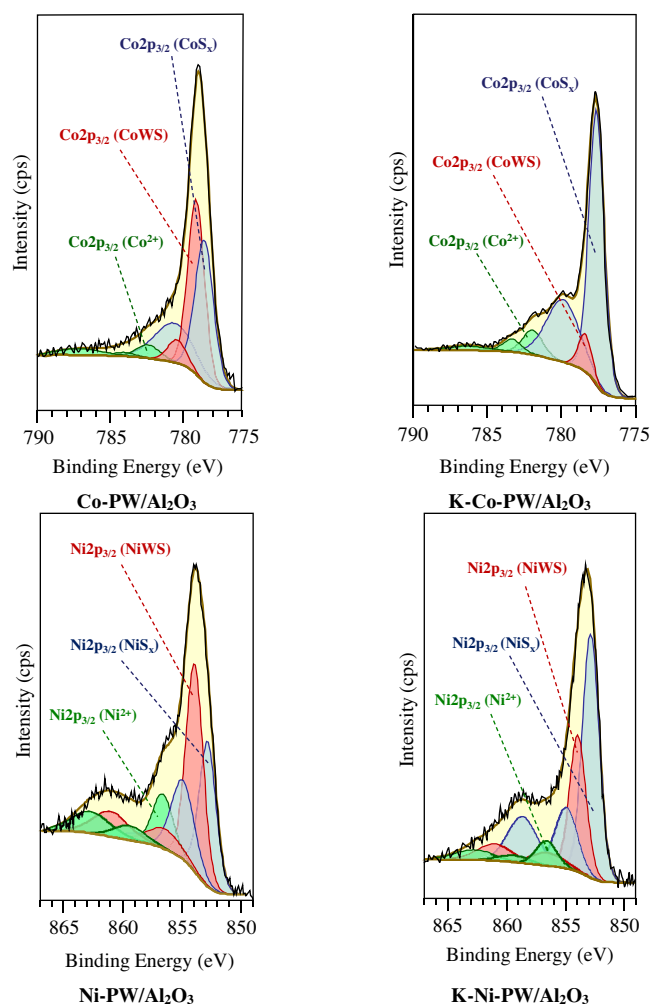 Co2p₃/₂ (CoSₓ)
Co2p₃/₂ (CoWS)
Co2p₃/₂ (Co²⁺)
Intensity (cps)
790 785 780 775
Binding Energy (eV)
Co-PW/Al₂O₃
Co2p₃/₂ (CoSₓ)
Co2p₃/₂ (CoWS)
Co2p₃/₂ (Co²⁺)
Intensity (cps)
790 785 780 775
Binding Energy (eV)
K-Co-PW/Al₂O₃
Ni2p₃/₂ (NiWS)
Ni2p₃/₂ (NiSₓ)
Ni2p₃/₂ (Ni²⁺)
Intensity (cps)
865 860 855 850
Binding Energy (eV)
Ni-PW/Al₂O₃
Ni2p₃/₂ (NiWS)
Ni2p₃/₂ (NiSₓ)
Ni2p₃/₂ (Ni²⁺)
Intensity (cps)
865 860 855 850
Binding Energy (eV)
K-Ni-PW/Al₂O₃